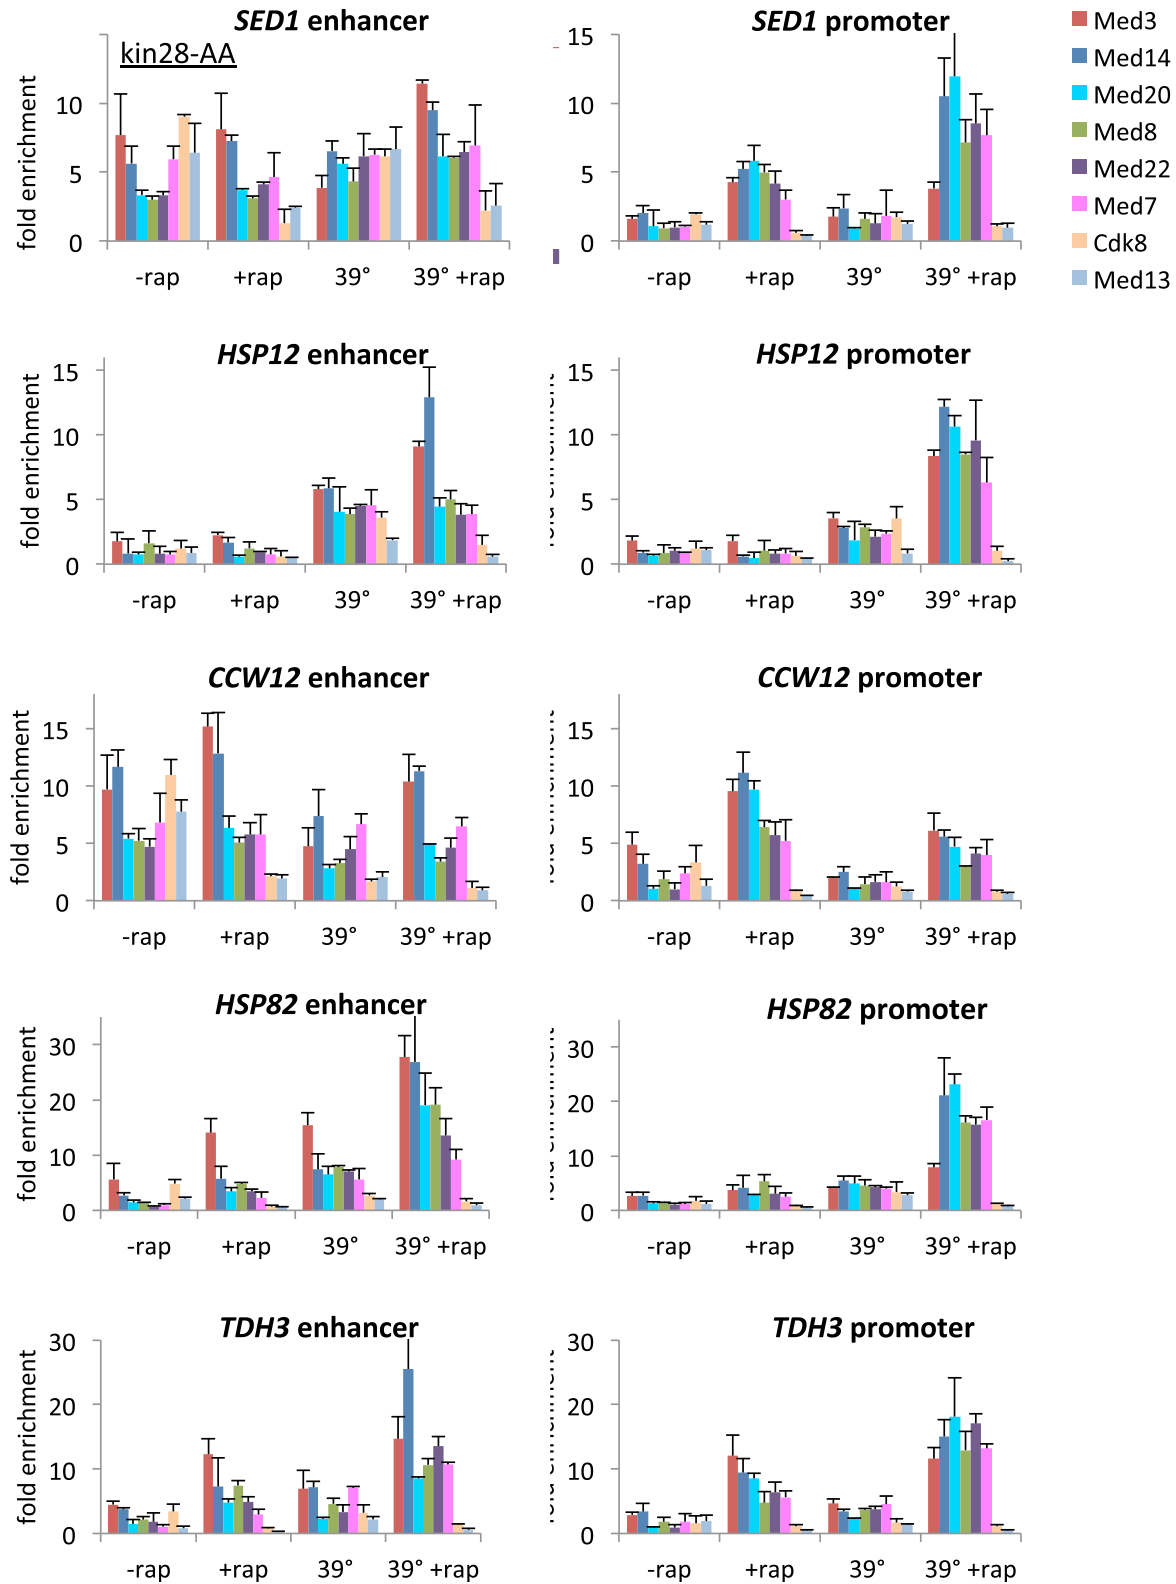 SED1 enhancer
kin28-AA
fold enrichment
10
5
0
-rap +rap 39° 39° +rap
SED1 promoter
15
10
5
0
-rap +rap 39° 39° +rap
Med3
Med14
Med20
Med8
Med22
Med7
Cdk8
Med13
HSP12 enhancer
fold enrichment
15
10
5
0
-rap +rap 39° 39° +rap
HSP12 promoter
enrichment
15
10
5
0
-rap +rap 39° 39° +rap
CCW12 enhancer
fold enrichment
15
10
5
0
-rap +rap 39° 39° +rap
CCW12 promoter
enrichment
15
10
5
0
-rap +rap 39° 39° +rap
HSP82 enhancer
fold enrichment
30
20
10
0
-rap +rap 39° 39° +rap
HSP82 promoter
enrichment
30
20
10
0
-rap +rap 39° 39° +rap
TDH3 enhancer
fold enrichment
30
20
10
0
-rap +rap 39° 39° +rap
TDH3 promoter
enrichment
30
20
10
0
-rap +rap 39° 39° +rap